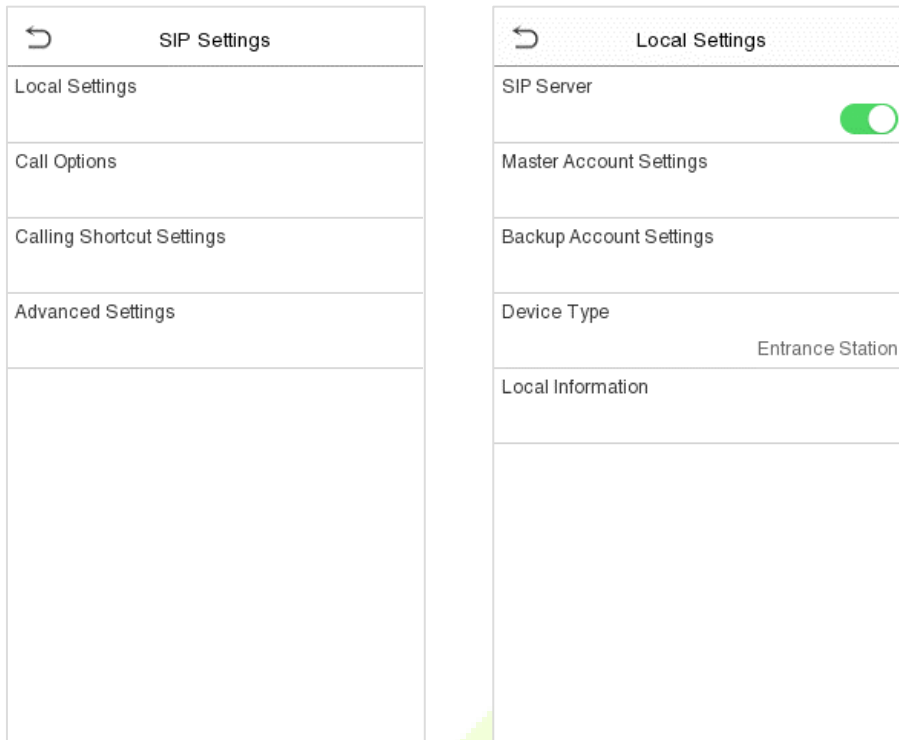 SIP Settings
Local Settings
Call Options
Calling Shortcut Settings
Advanced Settings
Local Settings
SIP Server
Master Account Settings
Backup Account Settings
Device Type
Entrance Station
Local Information